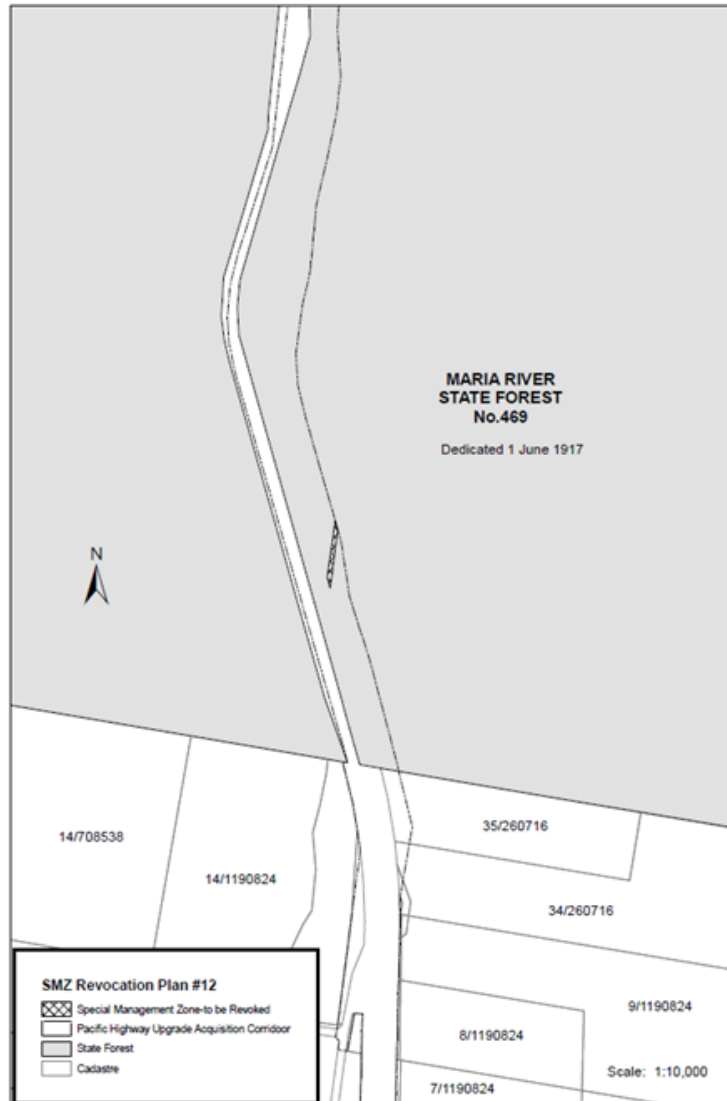 MARIA RIVER
STATE FOREST
No.469
Dedicated 1 June 1917
N
35/260716
14/708538
14/1190824
34/260716
SMZ Revocation Plan #12
Special Management Zone-to be Revoked
Pacific Highway Upgrade Acquisition Corridoor
State Forest
Cadastre
9/1190824
8/1190824
Scale: 1:10,000
7/1190824